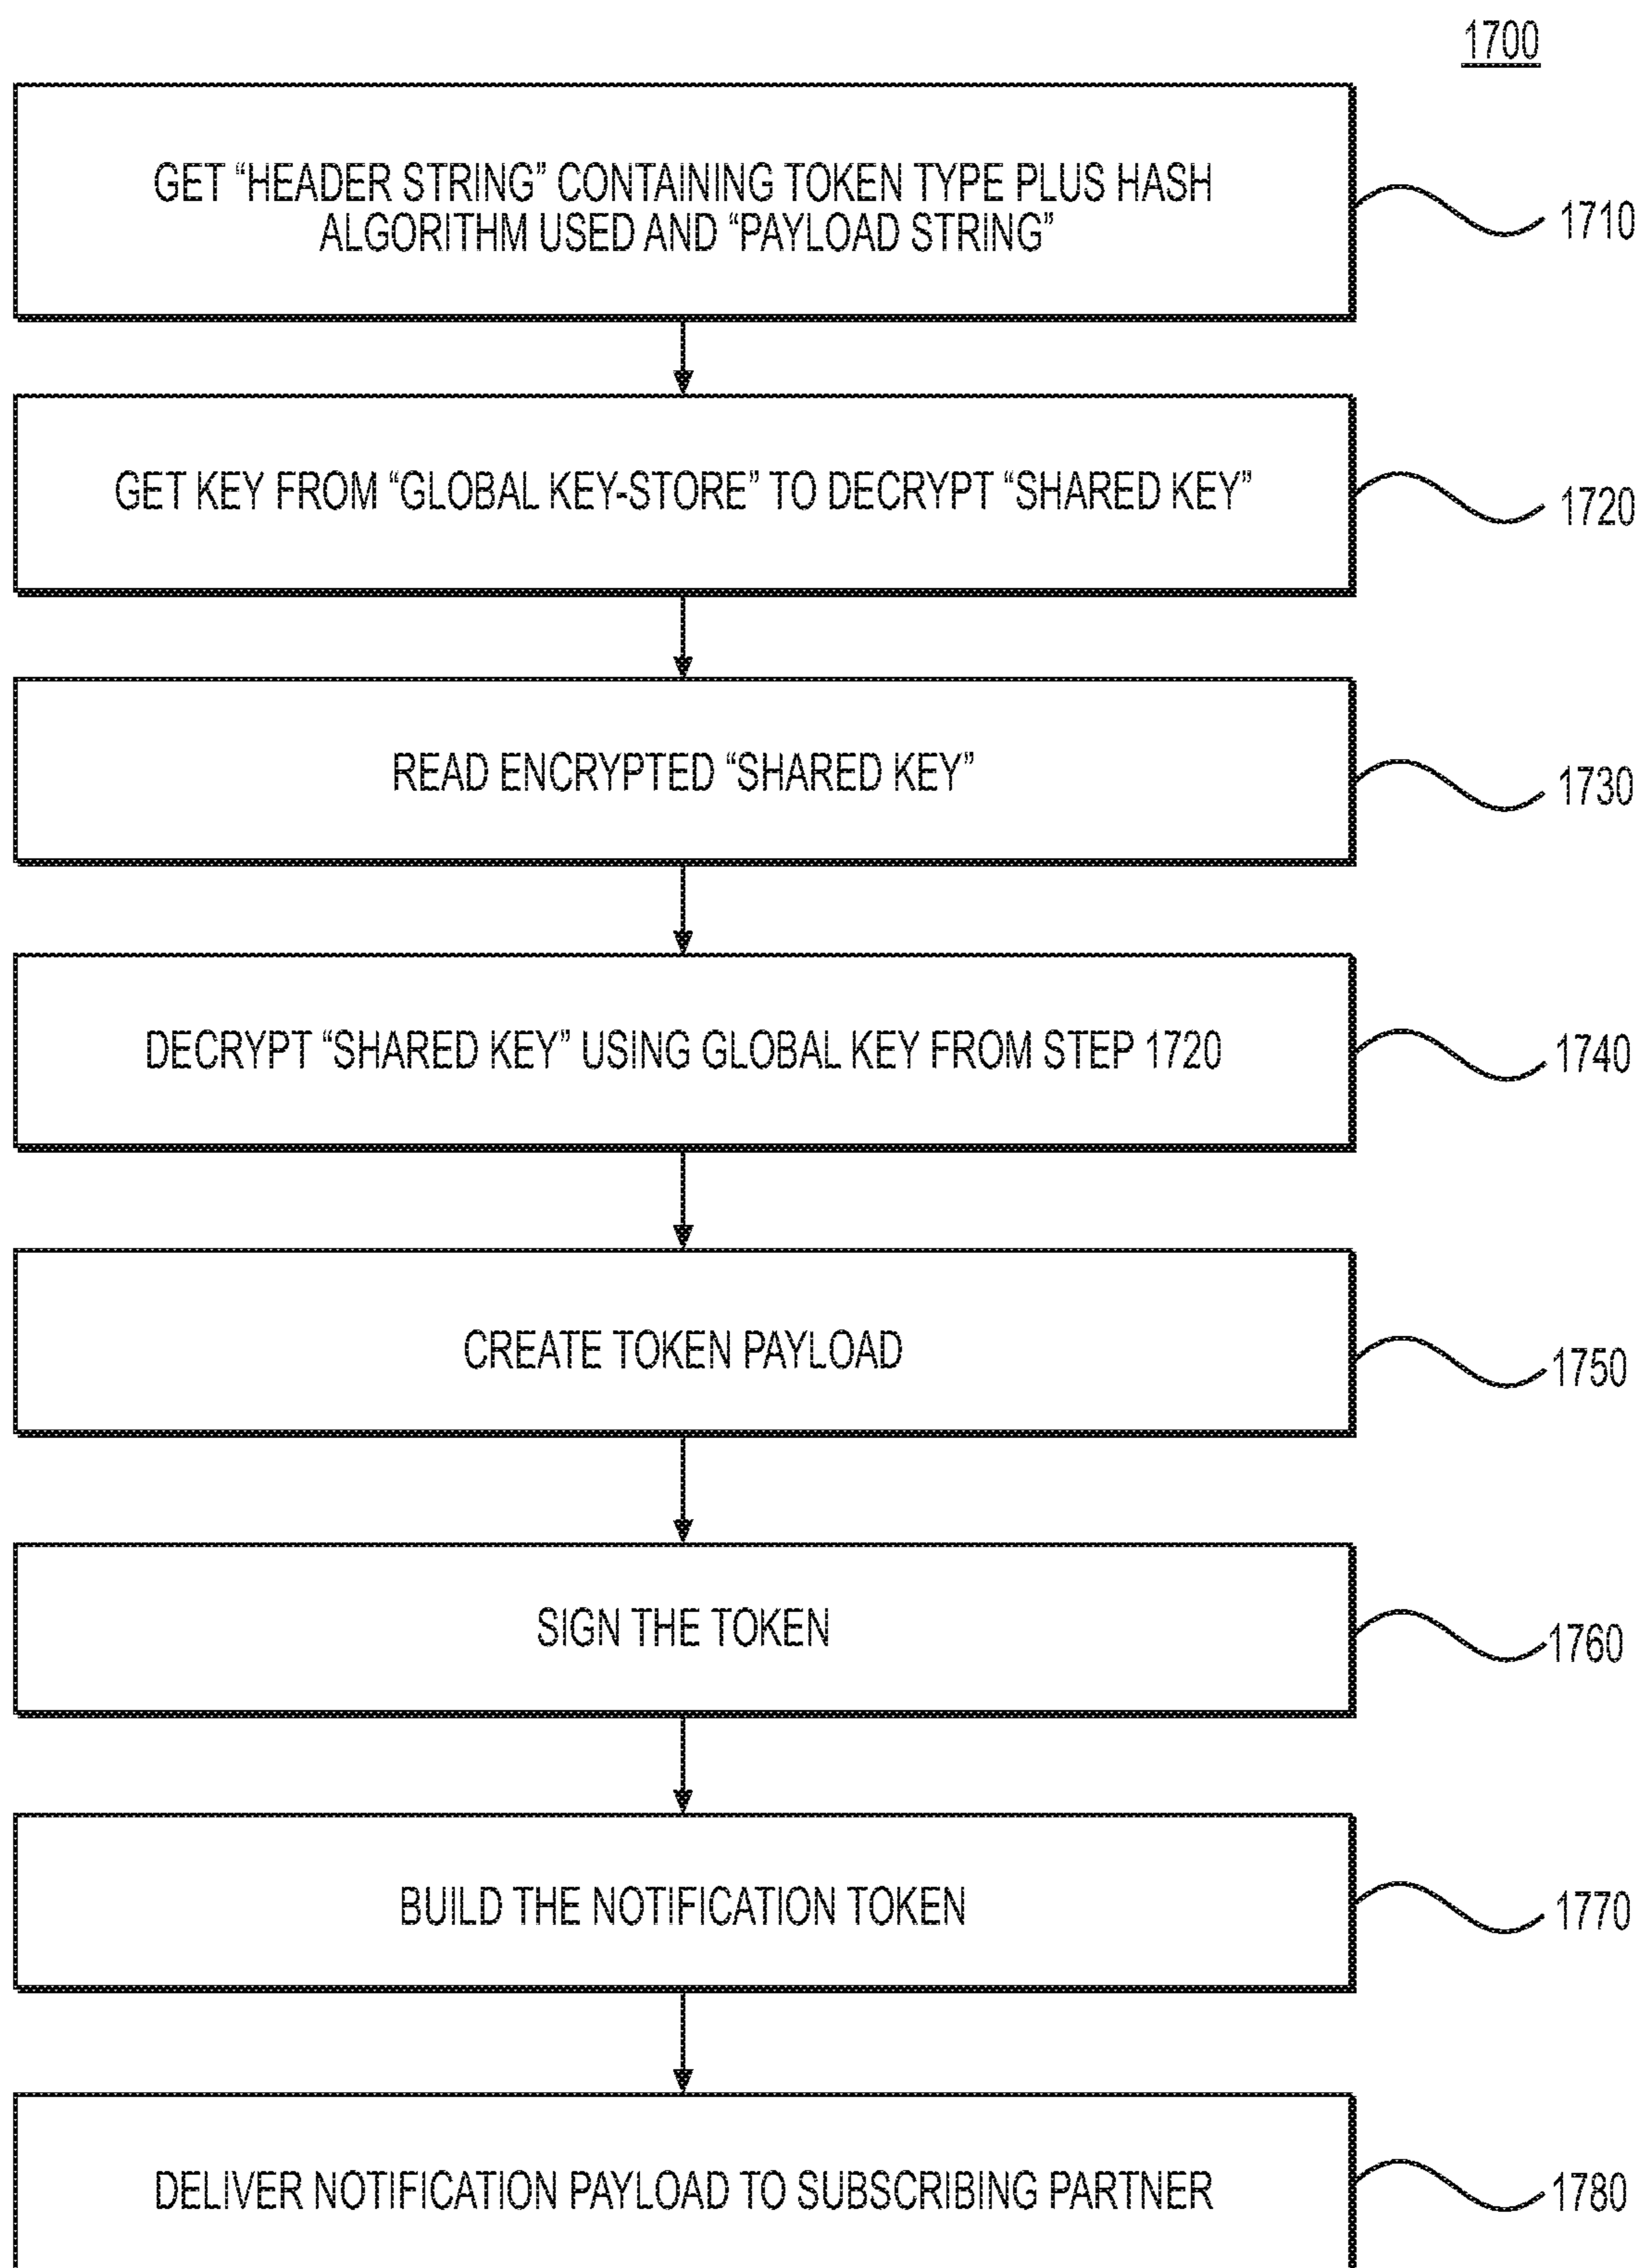 1700
GET “HEADER STRING” CONTAINING TOKEN TYPE PLUS HASH
ALGORITHM USED AND “PAYLOAD STRING”
1710
GET KEY FROM “GLOBAL KEY-STORE” TO DECRYPT “SHARED KEY”
1720
READ ENCRYPTED “SHARED KEY”
1730
DECRYPT “SHARED KEY” USING GLOBAL KEY FROM STEP 1720
1740
CREATE TOKEN PAYLOAD
1750
SIGN THE TOKEN
1760
BUILD THE NOTIFICATION TOKEN
1770
DELIVER NOTIFICATION PAYLOAD TO SUBSCRIBING PARTNER
1780